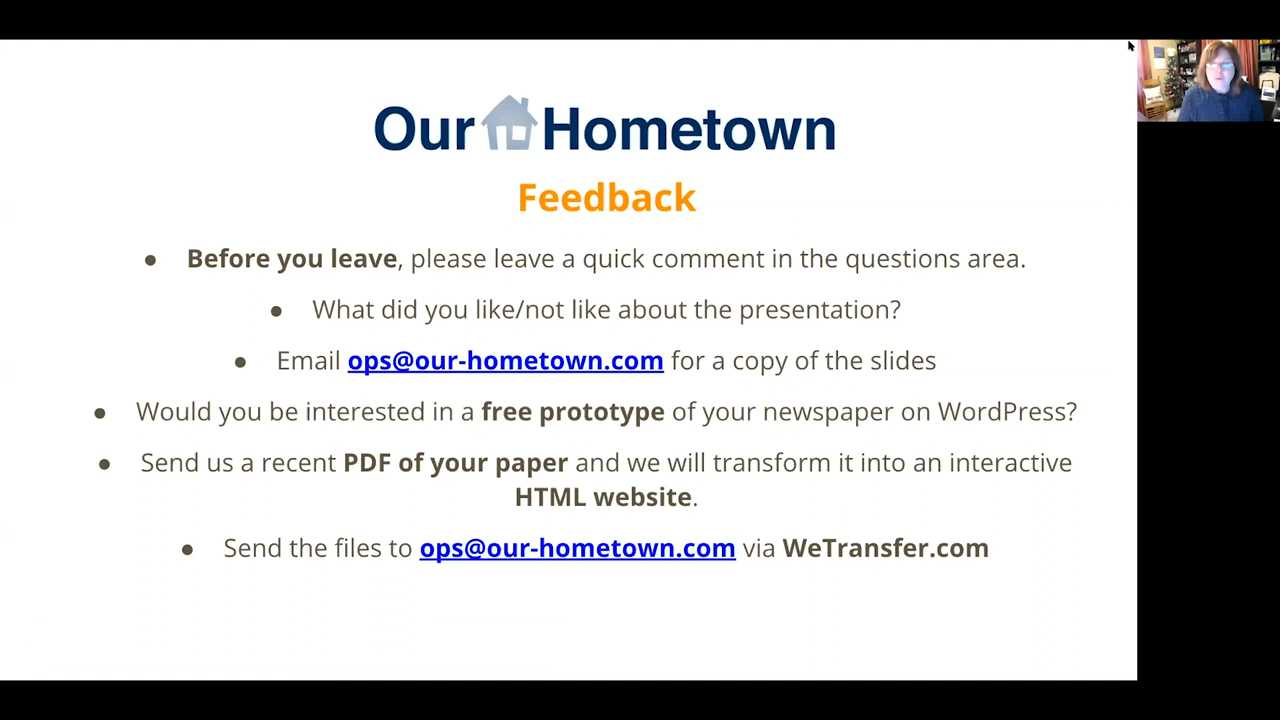 Our Hometown
Feedback
● Before you leave, please leave a quick comment in the questions area.
● What did you like/not like about the presentation?
● Email ops@our-hometown.com for a copy of the slides
● Would you be interested in a free prototype of your newspaper on WordPress?
● Send us a recent PDF of your paper and we will transform it into an interactive
HTML website.
● Send the files to ops@our-hometown.com via WeTransfer.com